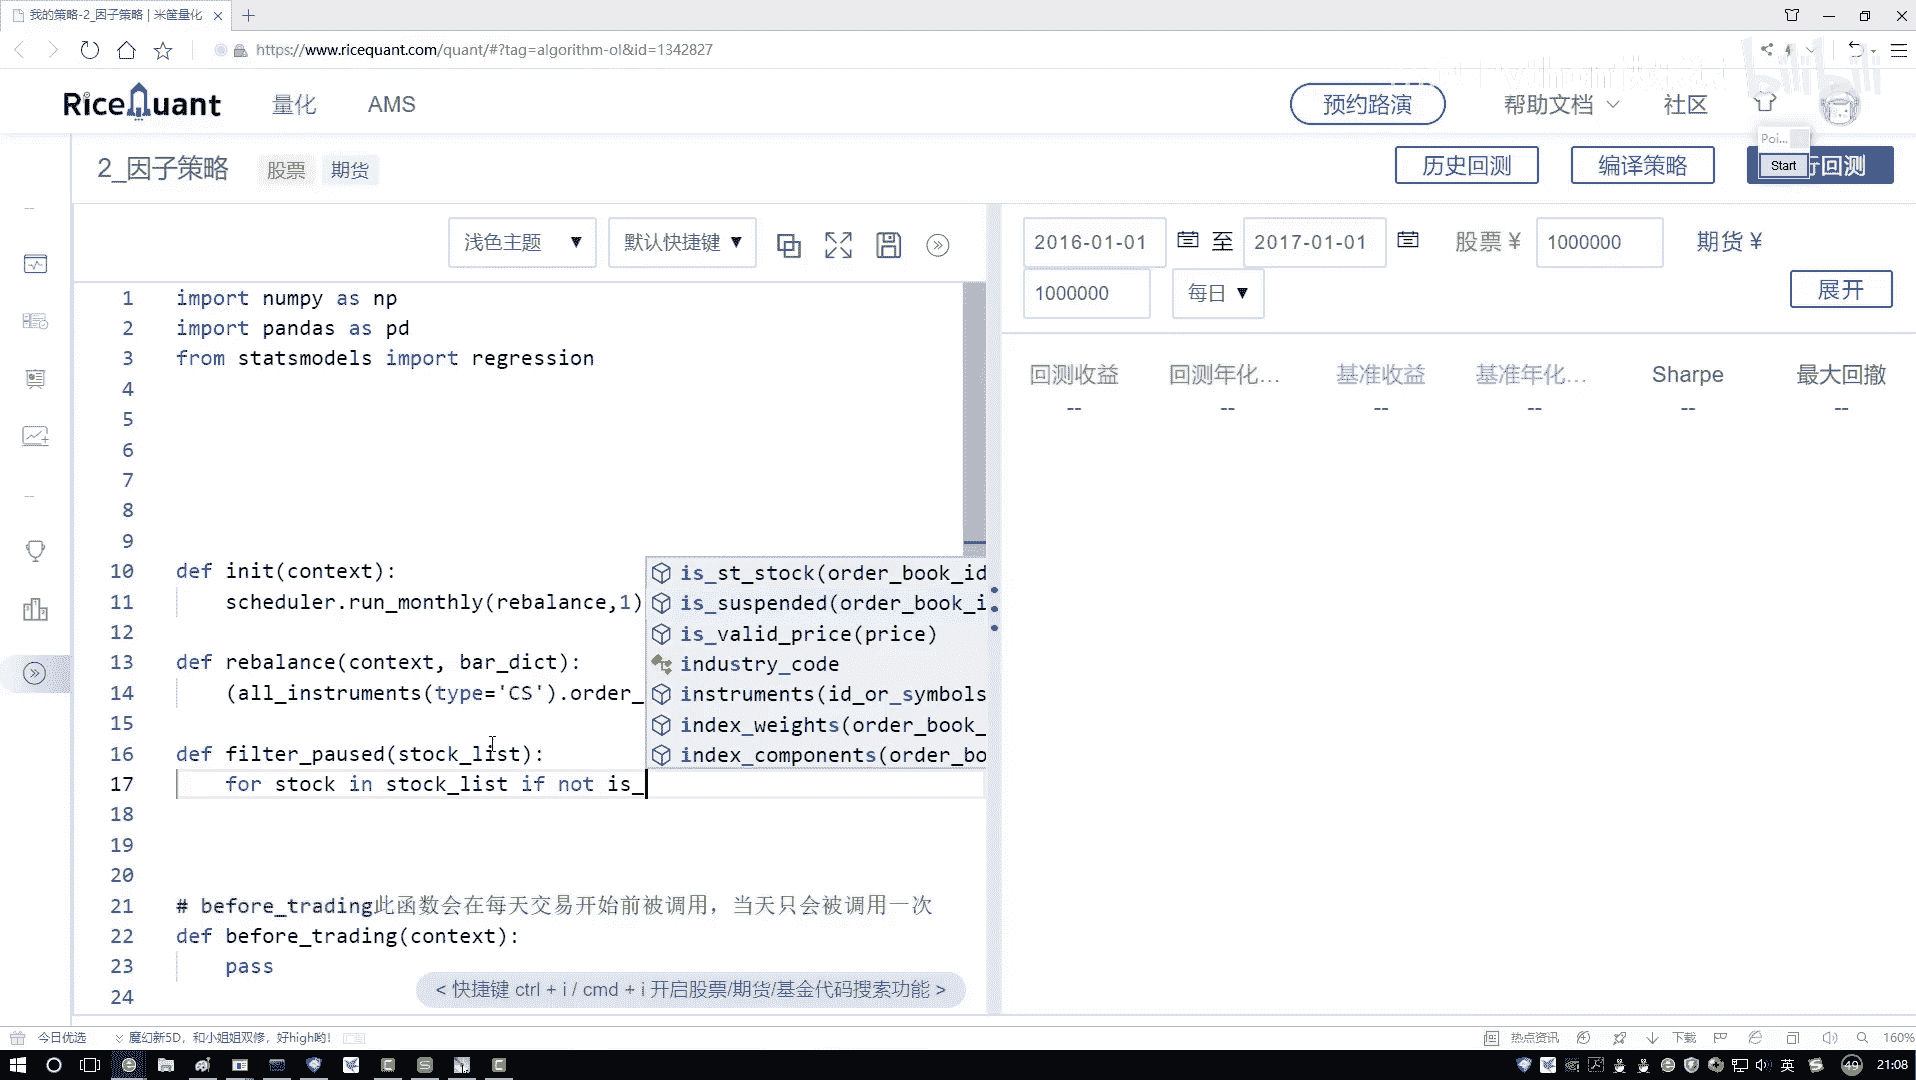 我的策略-2_因子策略 | 米筐量化
https://www.ricequant.com/quant/#?tag=algorithm-ol&id=1342827
bilibili
RiceQuant 量化 AMS 预约路演 帮助文档 社区
Poi...
2_因子策略 股票 期货 历史回测 编译策略 Start 行回测
浅色主题 ▼ 默认快捷键 ▼
2016-01-01 至 2017-01-01 股票 ¥ 1000000 期货 ¥
1000000 每日 ▼ 展开
回测收益 回测年化... 基准收益 基准年化... Sharpe 最大回撤
-- -- -- -- -- --
1 import numpy as np
2 import pandas as pd
3 from statsmodels import regression
4
5
6
7
8
9
10 def init(context):
11 scheduler.run_monthly(rebalance,1)
12
13 def rebalance(context, bar_dict):
14 (all_instruments(type='CS').order_
15
16 def filter_paused(stock_list):
17 for stock in stock_list if not is_
18
19
20
21 # before_trading此函数会在每天交易开始前被调用，当天只会被调用一次
22 def before_trading(context):
23 pass
24
is_st_stock(order_book_id
is_suspended(order_book_i
is_valid_price(price)
industry_code
instruments(id_or_symbols
index_weights(order_book_
index_components(order_bo
< 快捷键 ctrl + i / cmd + i 开启股票/期货/基金代码搜索功能 >
今日优选 魔幻新5D，和小姐姐双修，好high哟! 热点资讯 下载 160%
英 49 21:08